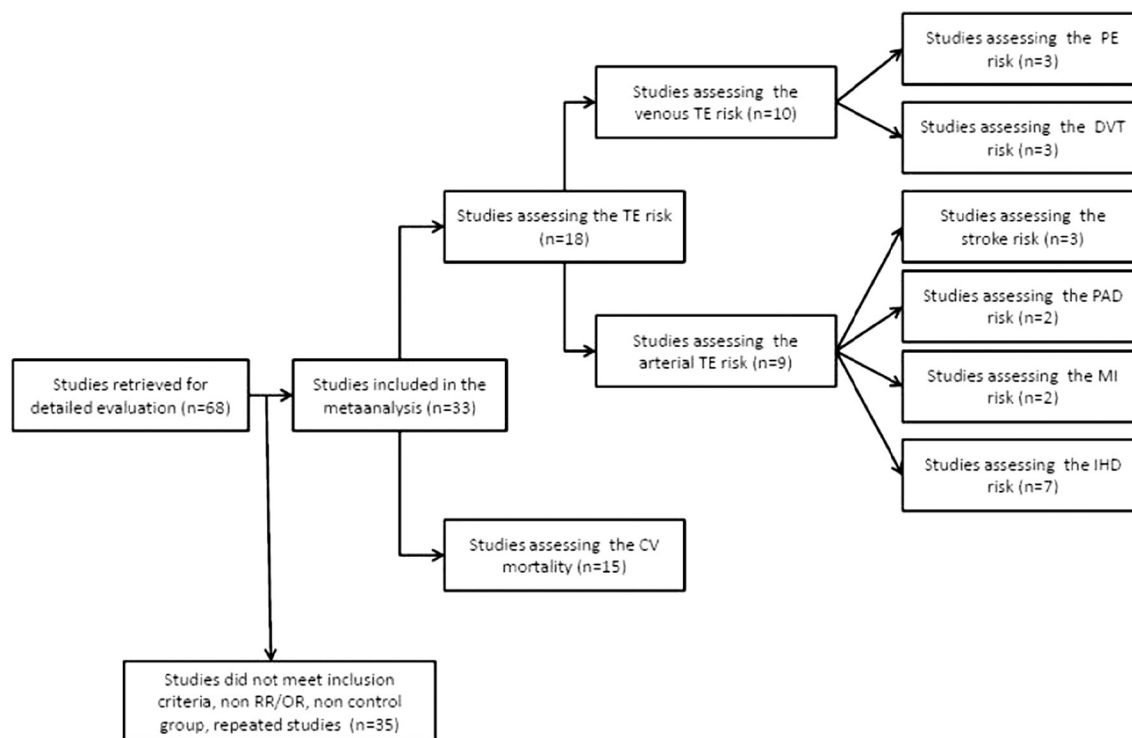 Studies retrieved for
detailed evaluation (n=68)
Studies did not meet inclusion
criteria, non RR/OR, non control
group, repeated studies (n=35)
Studies included in the
metaanalysis (n=33)
Studies assessing the TE risk
(n=18)
Studies assessing the CV
mortality (n=15)
Studies assessing the
venous TE risk (n=10)
Studies assessing the
arterial TE risk (n=9)
Studies assessing the PE
risk (n=3)
Studies assessing the DVT
risk (n=3)
Studies assessing the
stroke risk (n=3)
Studies assessing the PAD
risk (n=2)
Studies assessing the MI
risk (n=2)
Studies assessing the IHD
risk (n=7)